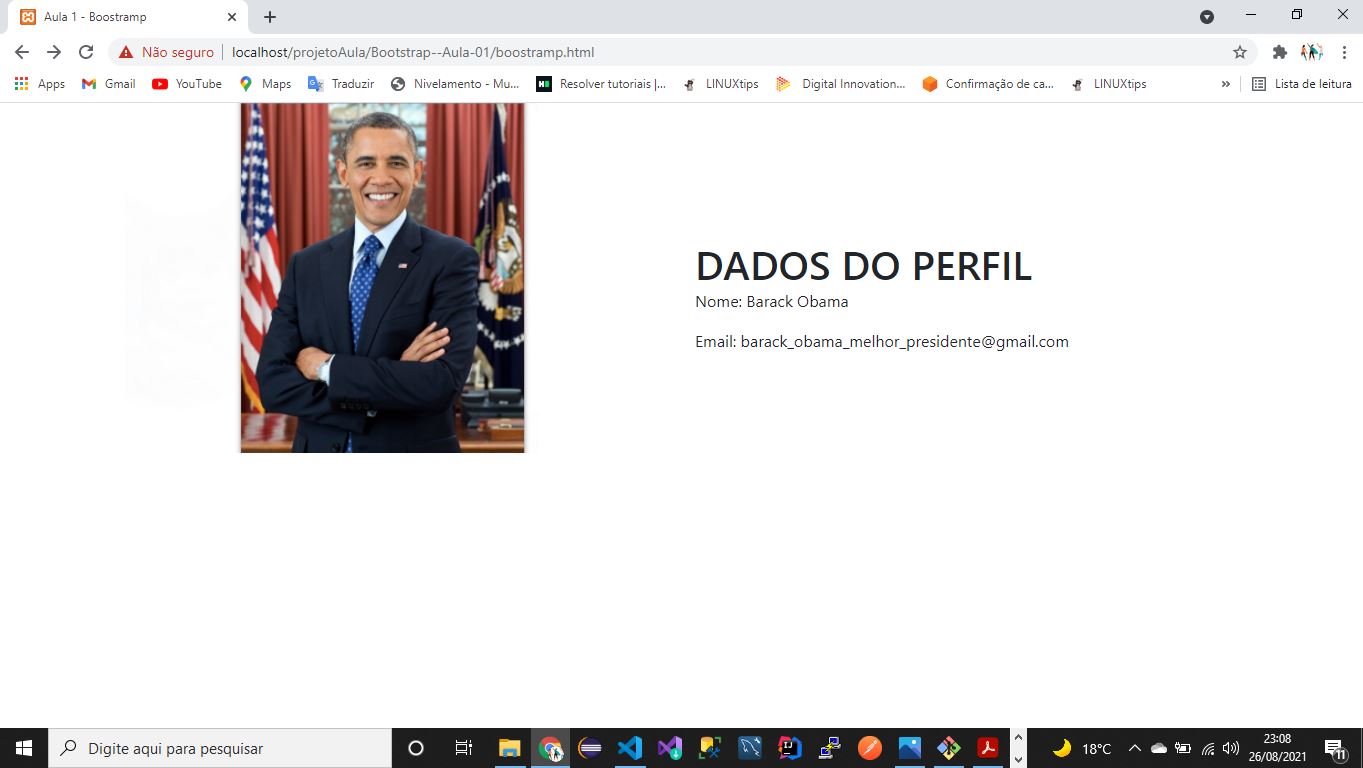 Aula 1 - Boostramp
Não seguro
localhost/projetoAula/Bootstrap--Aula-01/boostramp.html
Apps
Gmail
YouTube
Maps
Traduzir
Nivelamento - Mu...
Resolver tutoriais |...
LINUXtips
Digital Innovation...
Confirmação de ca...
LINUXtips
»
Lista de leitura
DADOS DO PERFIL
Nome: Barack Obama
Email: barack_obama_melhor_presidente@gmail.com
Digite aqui para pesquisar
18°C
23:08
26/08/2021
11